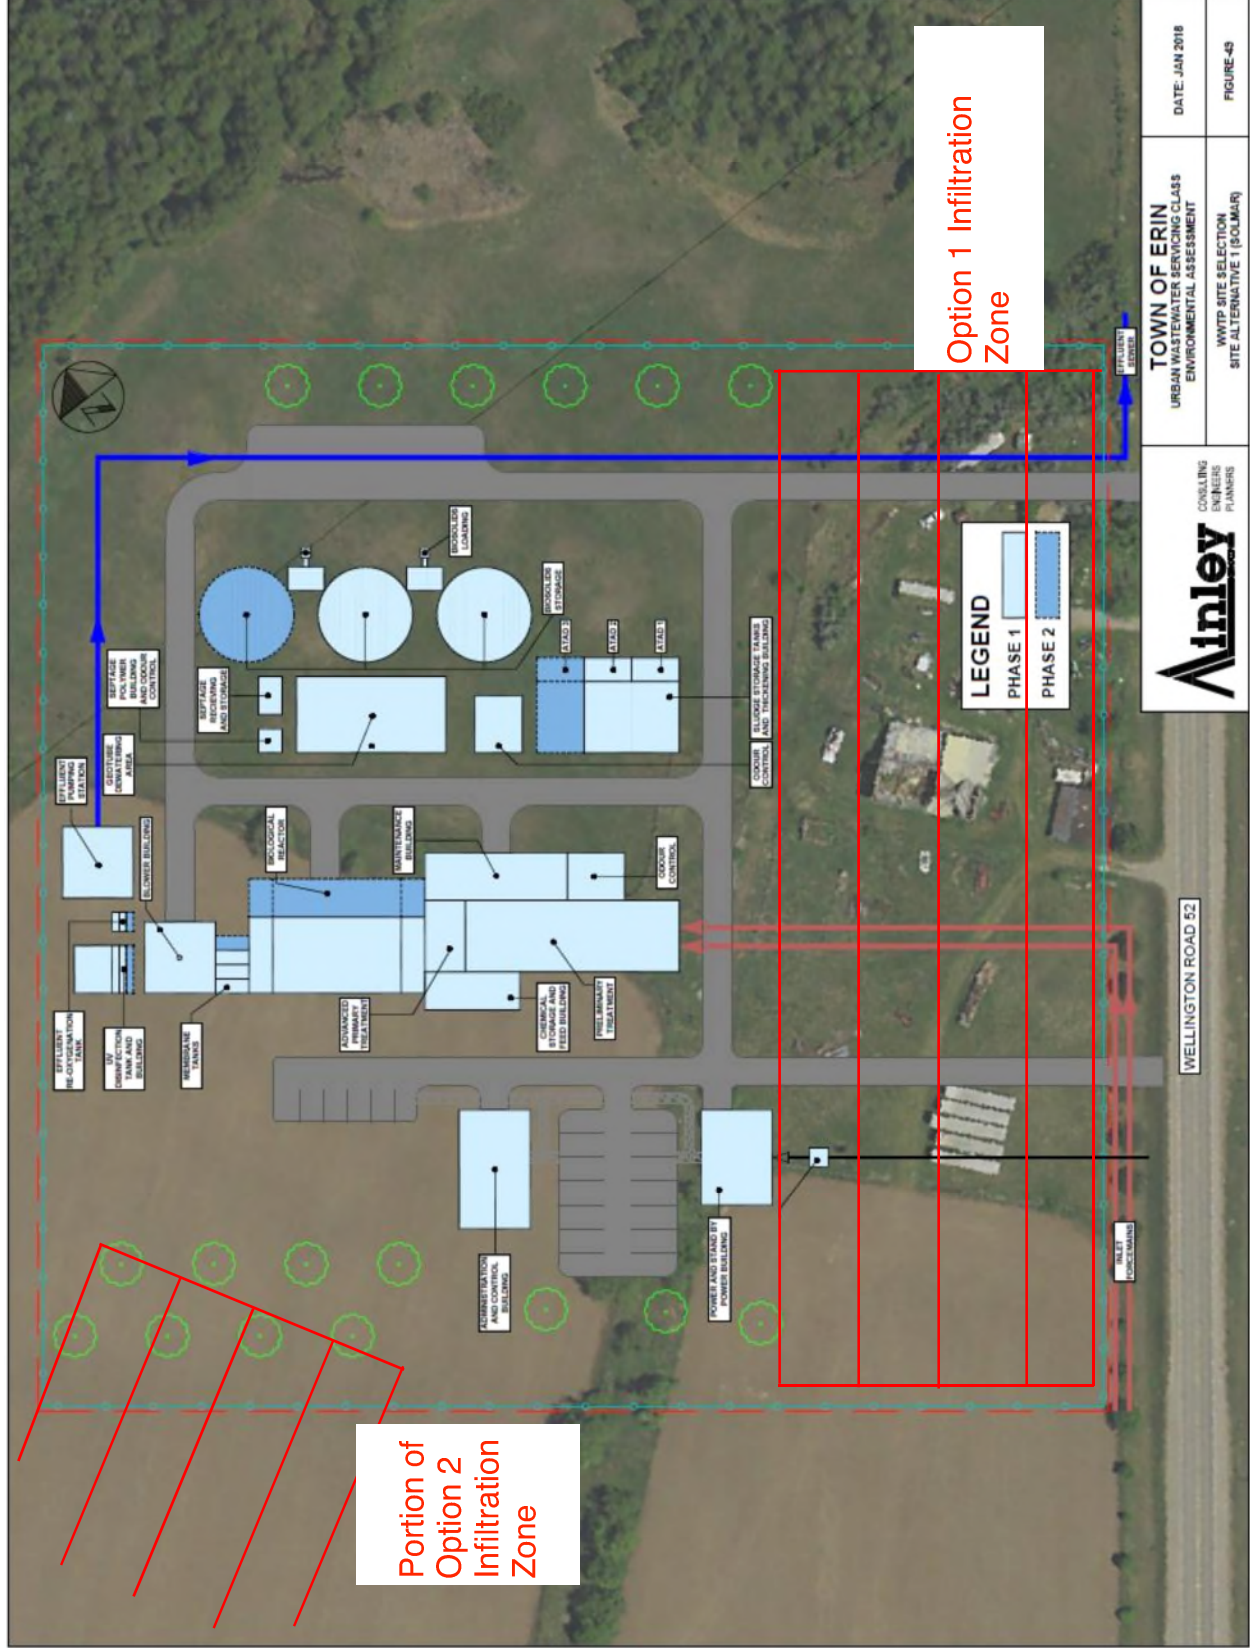 Option 1 Infiltration
Zone
Portion of
Option 2
Infiltration
Zone
EFFLUENT
RE-OXYGENATION
TANK
UV
DISINFECTION
TANK AND
BUILDING
MEMBRANE
TANKS
EFFLUENT
PUMPING
STATION
BLOWER BUILDING
SEPTAGE
POLYMER
BUILDING
AND ODOUR
CONTROL
GEOTUBE
DEWATERING
AREA
SEPTAGE
RECIEVING
AND STORAGE
BIOLOGICAL
REACTOR
MAINTENANCE
BUILDING
ODOUR
CONTROL
ADVANCED
PRIMARY
TREATMENT
CHEMICAL
STORAGE AND
FEED BUILDING
PRELIMINARY
TREATMENT
ADMINISTRATION
AND CONTROL
BUILDING
POWER AND STAND BY
POWER BUILDING
BIOSOLIDS
LOADING
BIOSOLIDS
STORAGE
ATAD 3
ATAD 2
ATAD 1
SLUDGE STORAGE TANKS
AND THICKENING BUILDING
ODOUR
CONTROL
LEGEND
PHASE 1
PHASE 2
EFFLUENT
SEWER
INLET
FORCEMAINS
WELLINGTON ROAD 52
Ainley
CONSULTING
ENGINEERS
PLANNERS
TOWN OF ERIN
URBAN WASTEWATER SERVICING CLASS
ENVIRONMENTAL ASSESSMENT
WWTP SITE SELECTION
SITE ALTERNATIVE 1 (SOLMAR)
DATE: JAN 2018
FIGURE-43